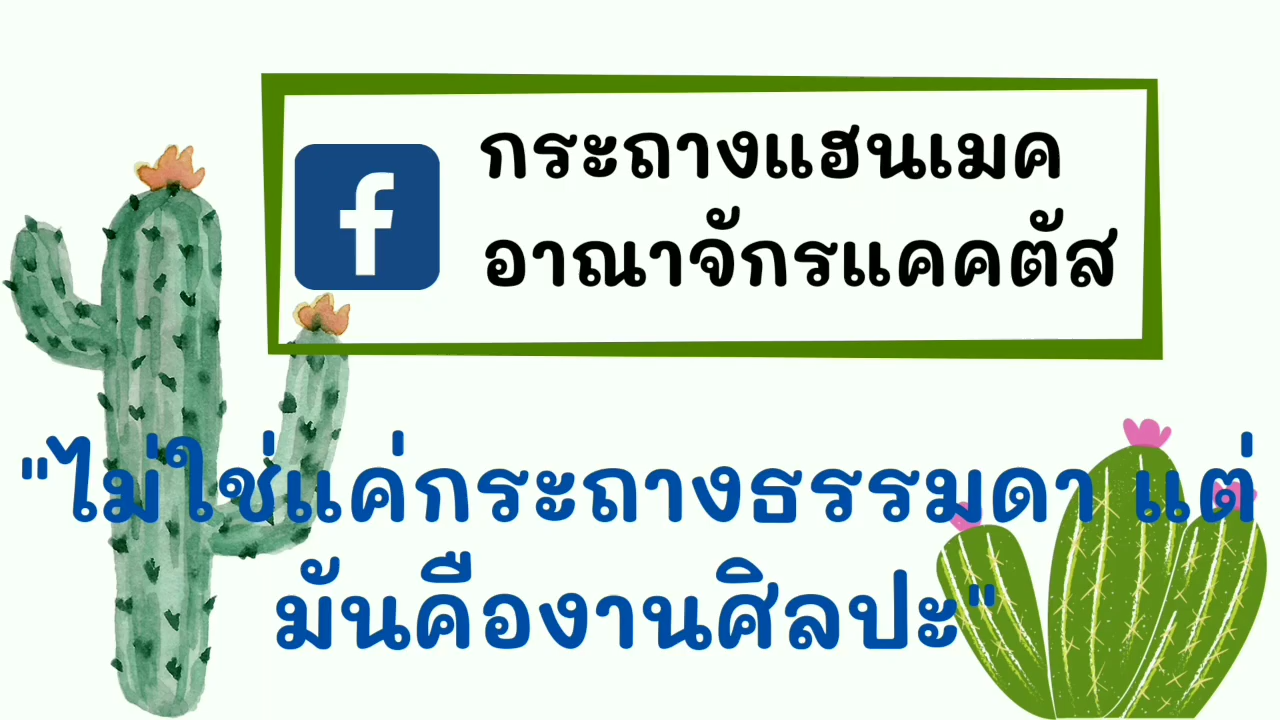 กระถางแฮนเมค
อาณาจักรแคคตัส
"ไม่ใช่แค่กระถางธรรมดา แต่
มันคืองานศิลปะ"